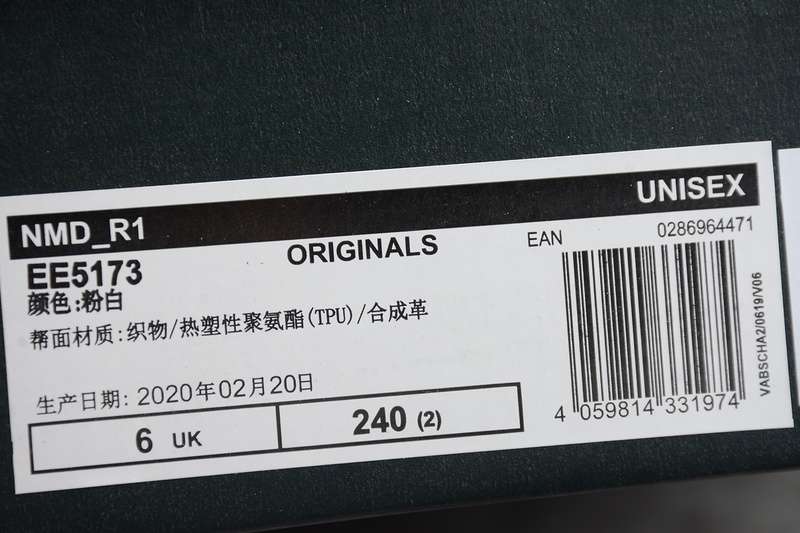 NMD_R1
UNISEX
EE5173
ORIGINALS
EAN
0286964471
颜色:粉白
帮面材质:织物/热塑性聚氨酯(TPU)/合成革
生产日期: 2020年02月20日
6 UK
240 (2)
4 059814 331974
VABSCHA2/0619/V06